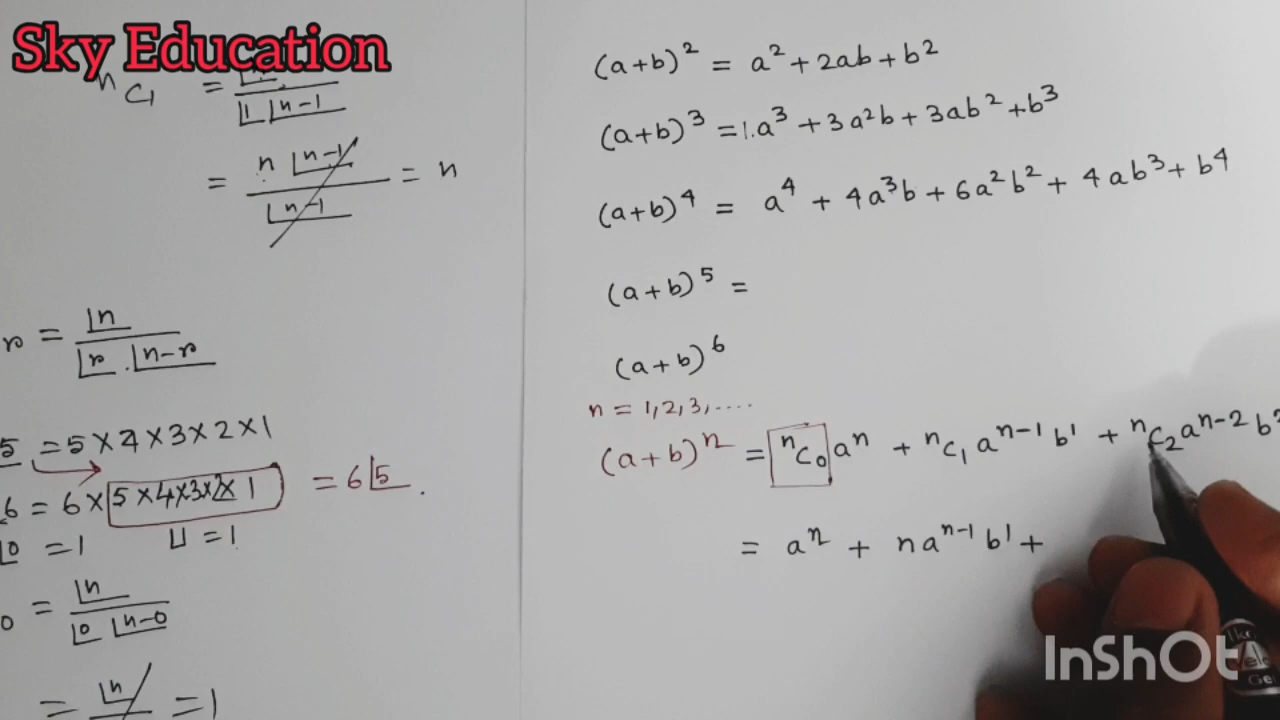 Sky Education
n C₁ = ⌊n / ⌊1 ⌊n-1
= n ⌊n-1 / ⌊n-1 = n
r = ⌊n / ⌊r . ⌊n-r
5 = 5×4×3×2×1
6 = 6×5×4×3×2×1 = 6⌊5 .
⌊0 = 1 ⌊1 = 1
0 = ⌊n / ⌊0 ⌊n-0
= ⌊n / = 1
(a+b)² = a² + 2ab + b²
(a+b)³ = 1.a³ + 3a²b + 3ab² + b³
(a+b)⁴ = a⁴ + 4a³b + 6a²b² + 4ab³ + b⁴
(a+b)⁵ =
(a+b)⁶
n = 1,2,3,....
(a+b)ⁿ = ⁿC₀aⁿ + ⁿC₁aⁿ⁻¹b¹ + ⁿC₂aⁿ⁻²b²
= aⁿ + naⁿ⁻¹b¹ +
InShOt